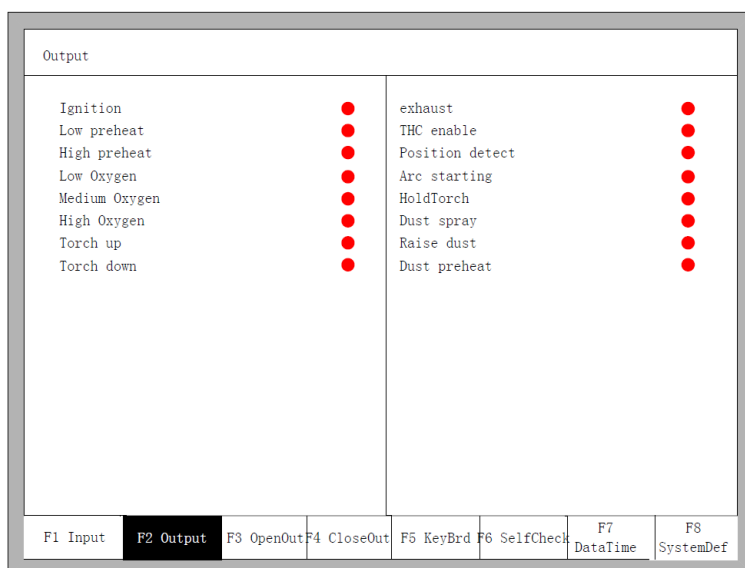 Output
Ignition
Low preheat
High preheat
Low Oxygen
Medium Oxygen
High Oxygen
Torch up
Torch down
exhaust
THC enable
Position detect
Arc starting
HoldTorch
Dust spray
Raise dust
Dust preheat
F1 Input
F2 Output
F3 OpenOut
F4 CloseOut
F5 KeyBrd
F6 SelfCheck
F7
DataTime
F8
SystemDef